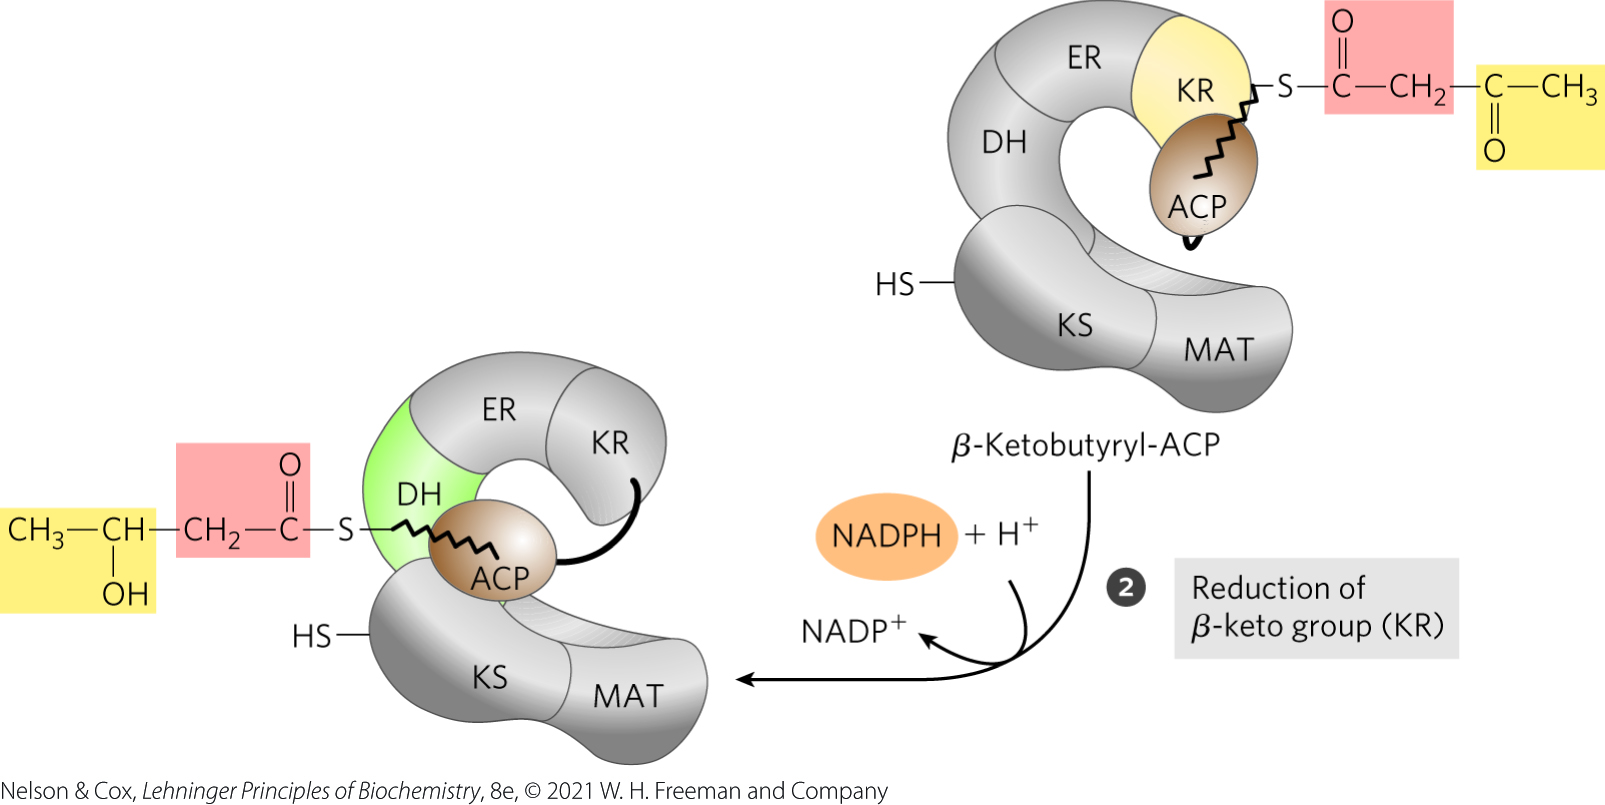 ER
KR
DH
ACP
HS
KS
MAT
S—C—CH₂—C—CH₃
O
O
β-Ketobutyryl-ACP
NADPH + H⁺
NADP⁺
2
Reduction of
β-keto group (KR)
ER
KR
DH
ACP
HS
KS
MAT
O
CH₃—CH—CH₂—C—S
OH
Nelson & Cox, Lehninger Principles of Biochemistry, 8e, © 2021 W. H. Freeman and Company